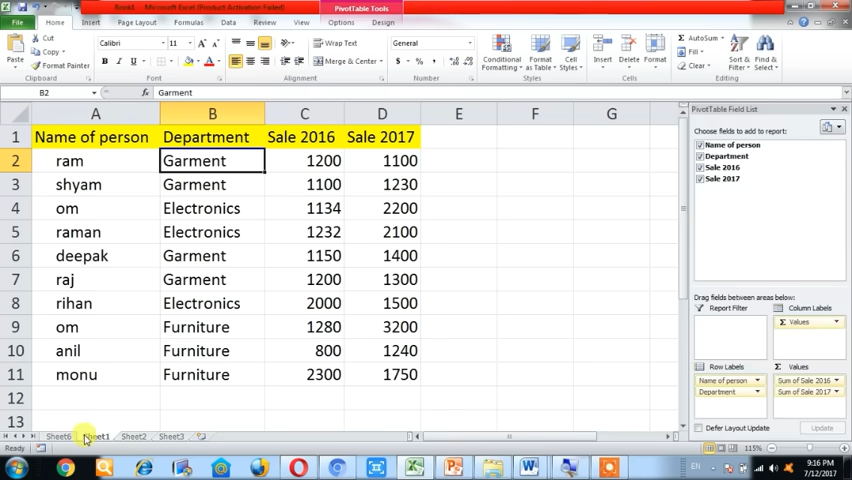 Book1 - Microsoft Excel (Product Activation Failed)
PivotTable Tools
File Home Insert Page Layout Formulas Data Review View Options Design
Cut
Copy
Format Painter
Paste
Clipboard
Calibri 11
B I U
Font
Wrap Text
Merge & Center
Alignment
General
Number
Conditional Formatting
Format as Table
Cell Styles
Styles
Insert Delete Format
Cells
AutoSum
Fill
Clear
Sort & Filter
Find & Select
Editing
B2 fx Garment
A B C D E F G
1 Name of person Department Sale 2016 Sale 2017
2 ram Garment 1200 1100
3 shyam Garment 1100 1230
4 om Electronics 1134 2200
5 raman Electronics 1232 2100
6 deepak Garment 1150 1400
7 raj Garment 1200 1300
8 rihan Electronics 2000 1500
9 om Furniture 1280 3200
10 anil Furniture 800 1240
11 monu Furniture 2300 1750
12
13
PivotTable Field List
Choose fields to add to report:
Name of person
Department
Sale 2016
Sale 2017
Drag fields between areas below:
Report Filter
Column Labels
Σ Values
Row Labels
Σ Values
Name of person
Department
Sum of Sale 2016
Sum of Sale 2017
Defer Layout Update
Update
Sheet6 Sheet1 Sheet2 Sheet3
Ready
115%
EN
9:16 PM
7/12/2017